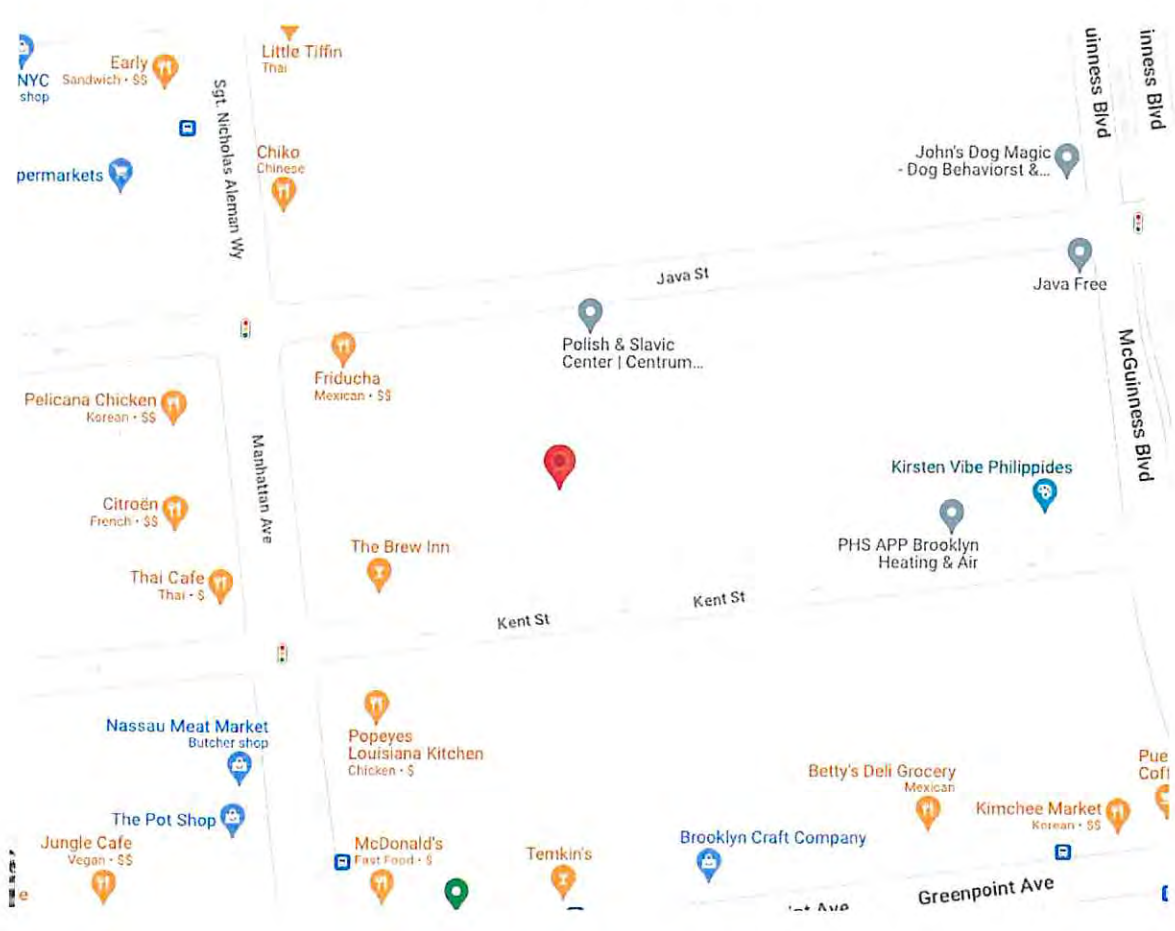 Little Tiffin
Thai
Early
Sandwich • $$
NYC
shop
Sgt. Nicholas Aleman Wy
uinness Blvd
inness Blvd
Chiko
Chinese
permarkets
John's Dog Magic
- Dog Behaviorst &...
Java St
Java Free
Polish & Slavic
Center | Centrum...
Friducha
Mexican • $$
McGuinness Blvd
Pelicana Chicken
Korean • $$
Manhattan Ave
Kirsten Vibe Philippides
Citroën
French • $$
PHS APP Brooklyn
Heating & Air
The Brew Inn
Thai Cafe
Thai • $
Kent St
Kent St
Nassau Meat Market
Butcher shop
Popeyes
Louisiana Kitchen
Chicken • $
Pue
Cof
Betty's Deli Grocery
Mexican
Kimchee Market
Korean • $$
The Pot Shop
Jungle Cafe
Vegan • $$
McDonald's
Fast Food • $
Temkin's
Brooklyn Craft Company
Greenpoint Ave
Ave
e